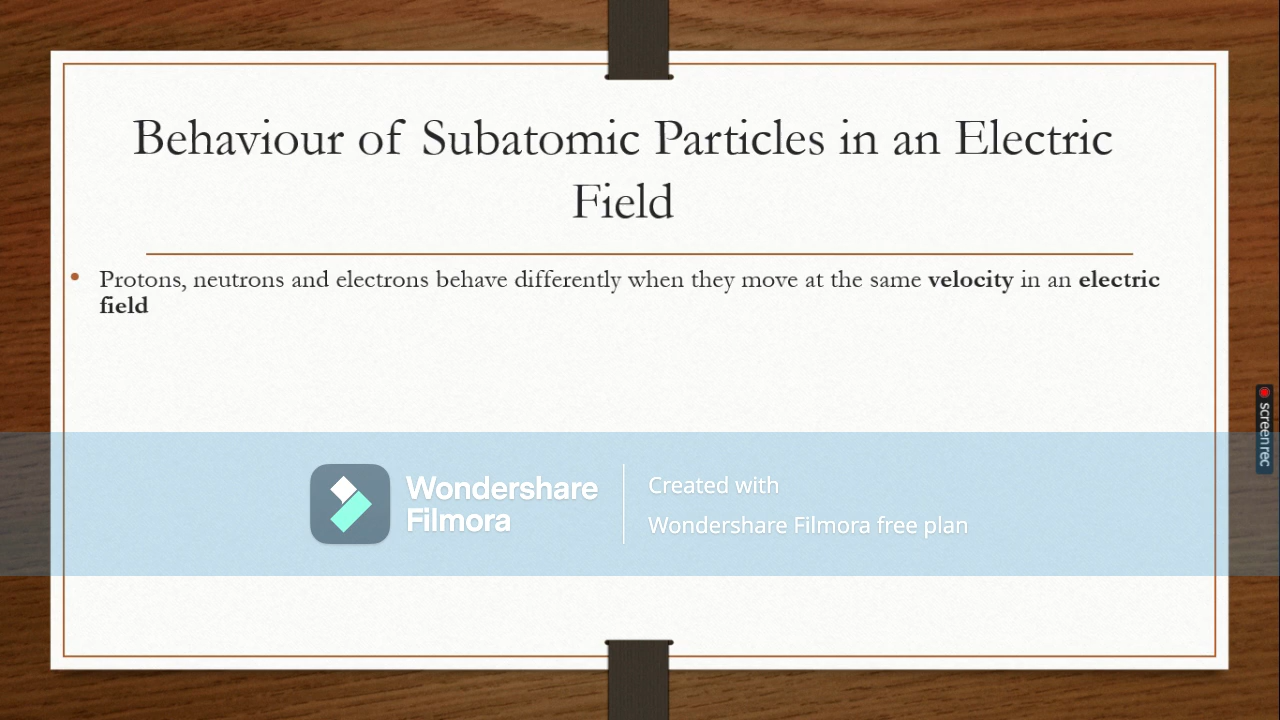 Behaviour of Subatomic Particles in an Electric
Field
• Protons, neutrons and electrons behave differently when they move at the same velocity in an electric
field
Wondershare
Filmora
Created with
Wondershare Filmora free plan
screenrec